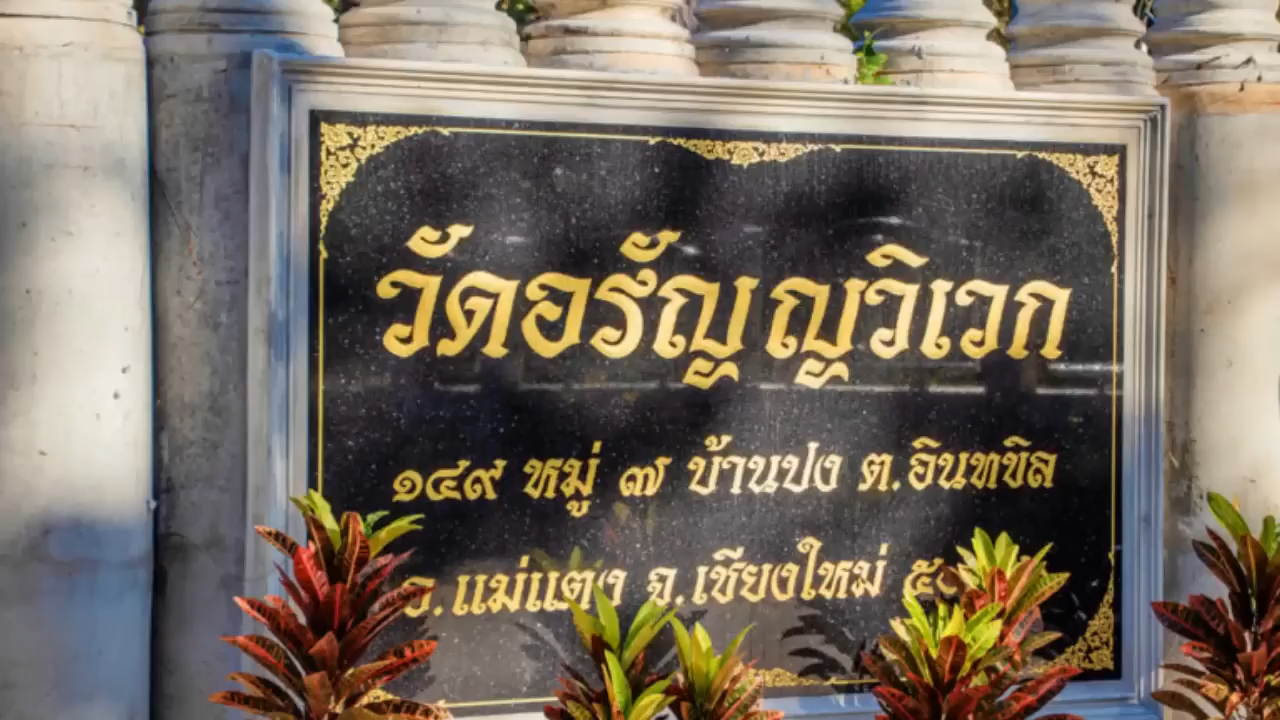 วัดอรัญญวิเวก
๑๔๙ หมู่ ๗ บ้านปง ต.อินทขิล
อ.แม่แตง จ.เชียงใหม่